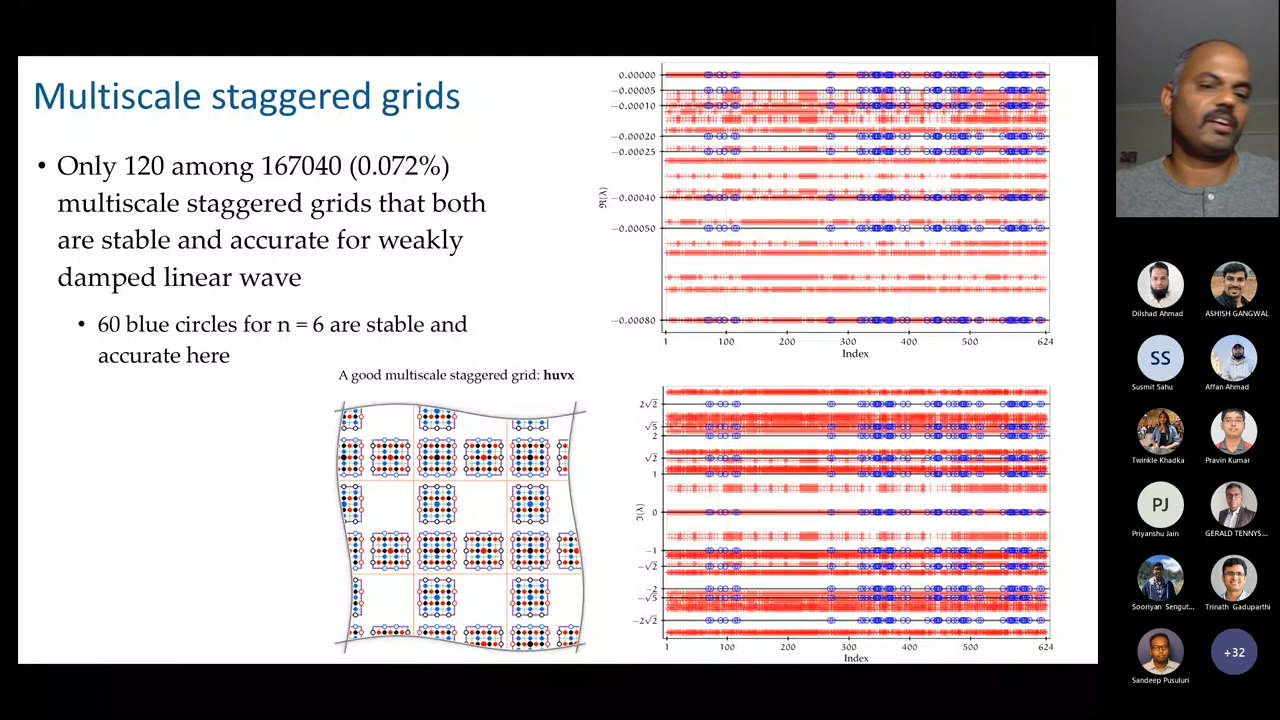 Multiscale staggered grids
• Only 120 among 167040 (0.072%)
multiscale staggered grids that both
are stable and accurate for weakly
damped linear wave
• 60 blue circles for n = 6 are stable and
accurate here
A good multiscale staggered grid: huvx
0.00000
−0.00005
−0.00010
−0.00020
−0.00025
−0.00040
−0.00050
−0.00080
ℜ(λ)
1 100 200 300 400 500 624
Index
2√2
√5
2
√2
1
0
−1
−√2
−2
−√5
−2√2
ℑ(λ)
1 100 200 300 400 500 624
Index
Dilshad Ahmad
ASHISH GANGWAL
SS
Susmit Sahu
Affan Ahmad
Twinkle Khadka
Pravin Kumar
PJ
Priyanshu Jain
GERALD TENNYS...
Sooriyan Sengut...
Trinath Gaduparthi
Sandeep Pusuluri
+32